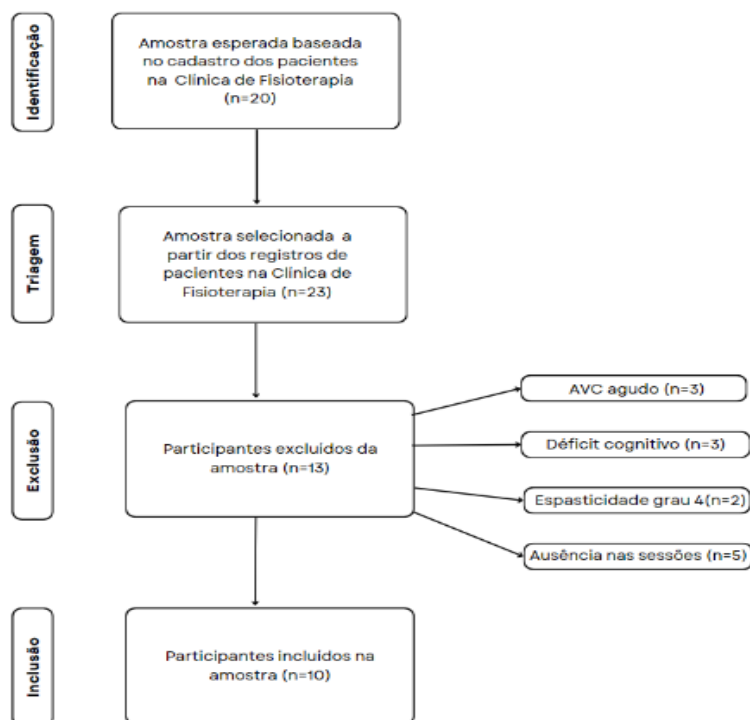 Identificação
Amostra esperada baseada
no cadastro dos pacientes
na Clínica de Fisioterapia
(n=20)
Triagem
Amostra selecionada a
partir dos registros de
pacientes na Clínica de
Fisioterapia (n=23)
Exclusão
Participantes excluídos da
amostra (n=13)
AVC agudo (n=3)
Déficit cognitivo (n=3)
Espasticidade grau 4(n=2)
Ausência nas sessões (n=5)
Inclusão
Participantes incluidos na
amostra (n=10)